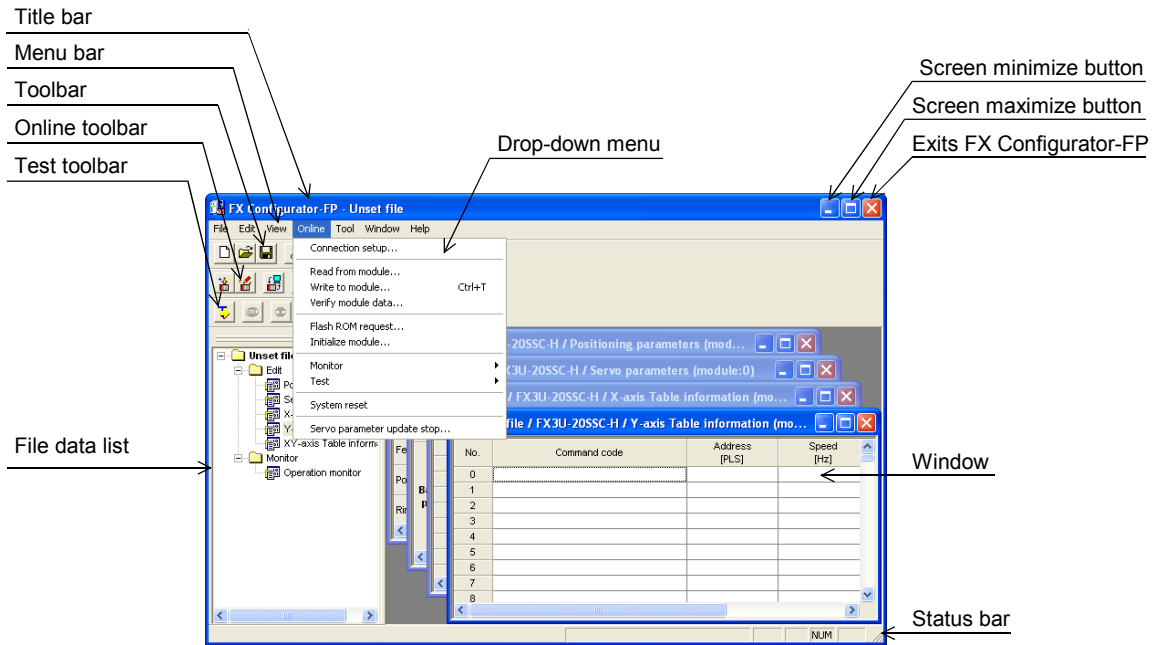 Title bar
Menu bar
Toolbar
Online toolbar
Test toolbar
Drop-down menu
Screen minimize button
Screen maximize button
Exits FX Configurator-FP
FX Configurator-FP - Unset file
File Edit View Online Tool Window Help
Connection setup...
Read from module...
Write to module... Ctrl+T
Verify module data...
Flash ROM request...
Initialize module...
Monitor
Test
System reset
Servo parameter update stop...
-20SSC-H / Positioning parameters (mod...
X3U-20SSC-H / Servo parameters (module:0)
/ FX3U-20SSC-H / X-axis Table information (mo...
file / FX3U-20SSC-H / Y-axis Table information (mo...
Unset file
Edit
Po
Se
X-
Y-
XY-axis Table inform
Monitor
Operation monitor
Fe
Po
Rin
No. Command code Address [PLS] Speed [Hz]
0
1
2
3
4
5
6
7
8
File data list
Window
Status bar
NUM